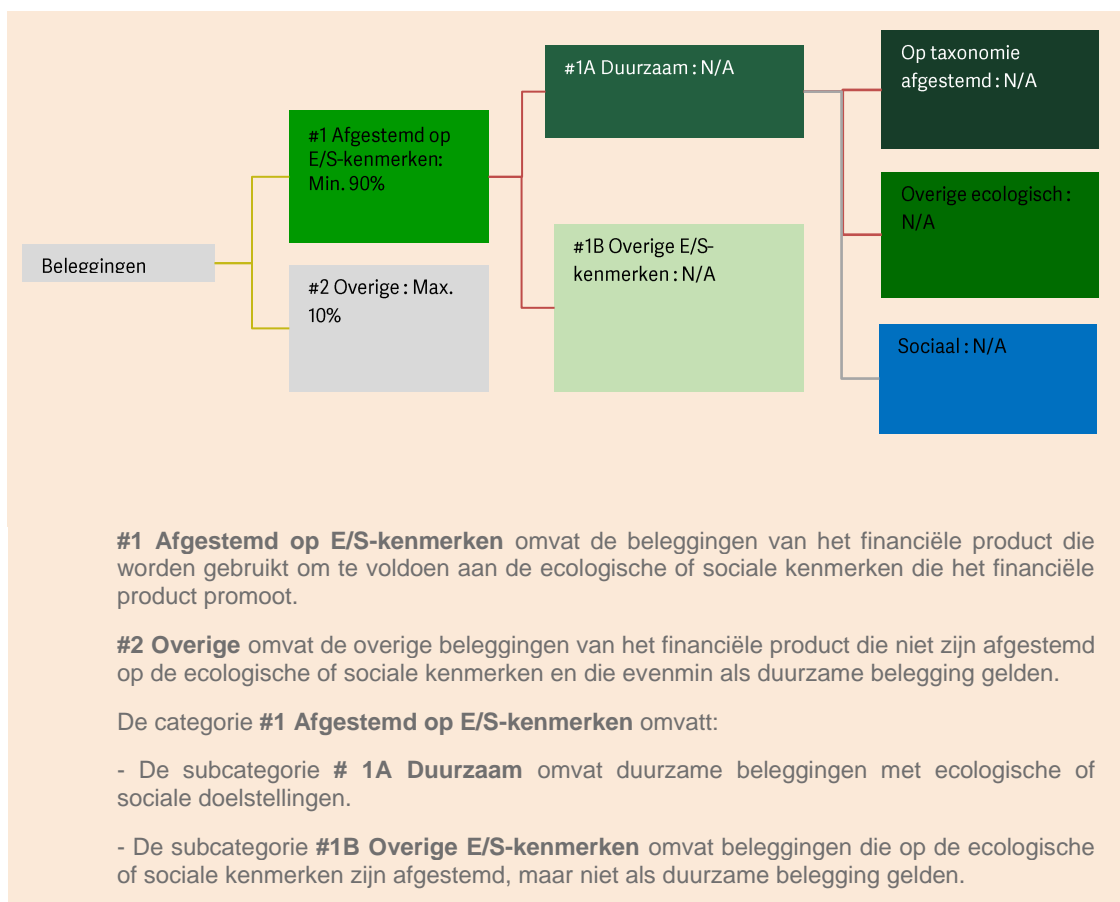 Beleggingen
#1 Afgestemd op
E/S-kenmerken:
Min. 90%
#2 Overige : Max.
10%
#1A Duurzaam : N/A
#1B Overige E/S-
kenmerken : N/A
Op taxonomie
afgestemd : N/A
Overige ecologisch :
N/A
Sociaal : N/A
#1 Afgestemd op E/S-kenmerken omvat de beleggingen van het financiële product die
worden gebruikt om te voldoen aan de ecologische of sociale kenmerken die het financiële
product promoot.
#2 Overige omvat de overige beleggingen van het financiële product die niet zijn afgestemd
op de ecologische of sociale kenmerken en die evenmin als duurzame belegging gelden.
De categorie #1 Afgestemd op E/S-kenmerken omvatt:
- De subcategorie # 1A Duurzaam omvat duurzame beleggingen met ecologische of
sociale doelstellingen.
- De subcategorie #1B Overige E/S-kenmerken omvat beleggingen die op de ecologische
of sociale kenmerken zijn afgestemd, maar niet als duurzame belegging gelden.